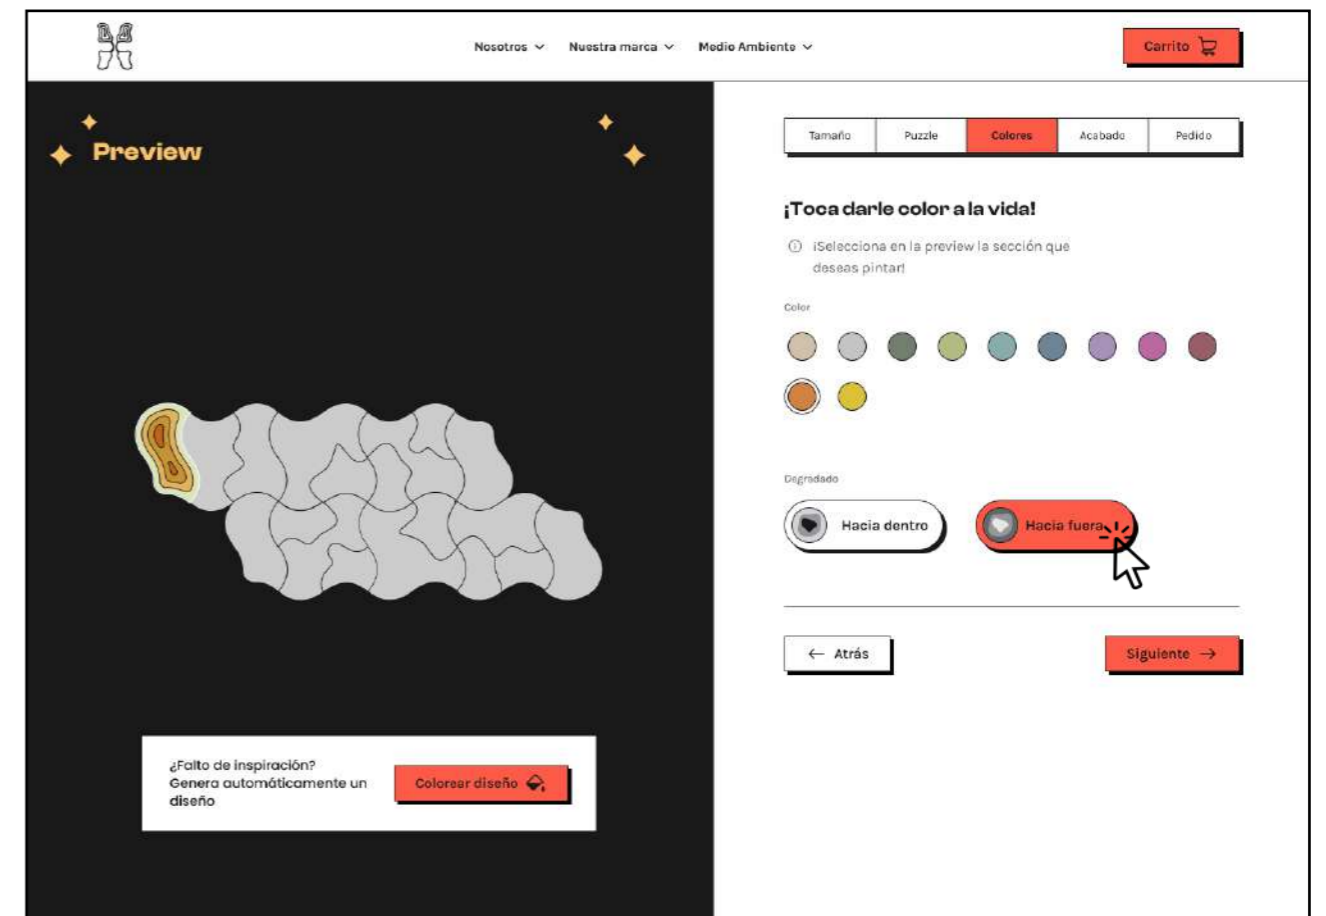 Nosotros
Nuestra marca
Medio Ambiente
Carrito
Preview
Tamaño
Puzzle
Colores
Acabado
Pedido
¡Toca darle color a la vida!
¡Selecciona en la preview la sección que
deseas pintar!
Color
Degradado
Hacia dentro
Hacia fuera
← Atrás
Siguiente →
¿Falto de inspiración?
Genera automáticamente un
diseño
Colorear diseño